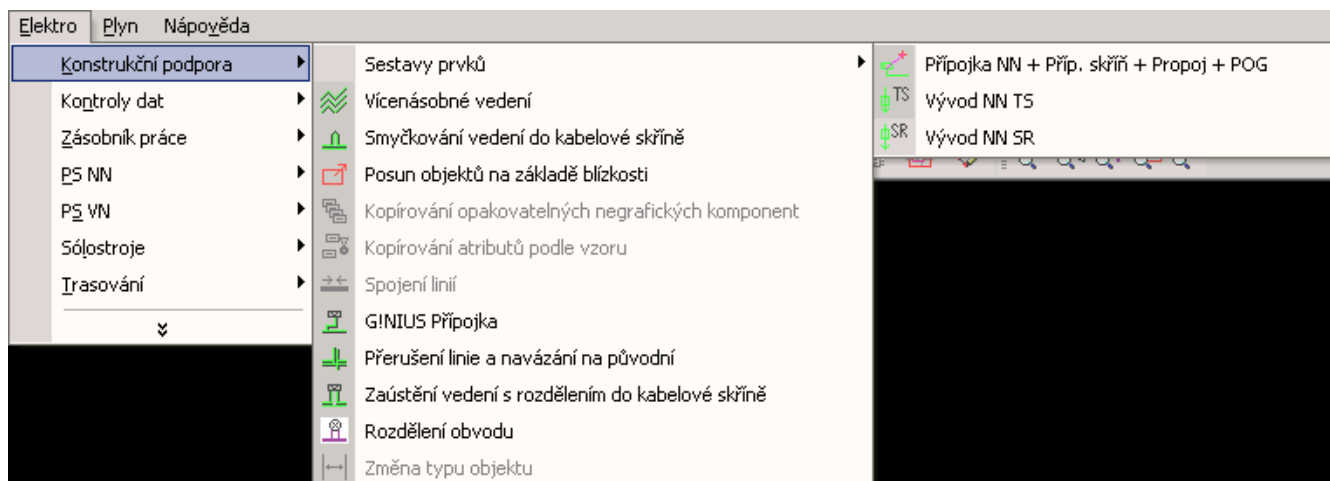 Elektro Plyn Nápověda
Konstrukční podpora
Kontroly dat
Zásobník práce
PS NN
PS VN
Sólostroje
Trasování
Sestavy prvků
Vícenásobné vedení
Smyčkování vedení do kabelové skříně
Posun objektů na základě blízkosti
Kopírování opakovatelných negrafických komponent
Kopírování atributů podle vzoru
Spojení linií
G!NIUS Přípojka
Přerušení linie a navázání na původní
Zaústění vedení s rozdělením do kabelové skříně
Rozdělení obvodu
Změna typu objektu
Přípojka NN + Příp. skříň + Propoj + POG
TS Vývod NN TS
SR Vývod NN SR